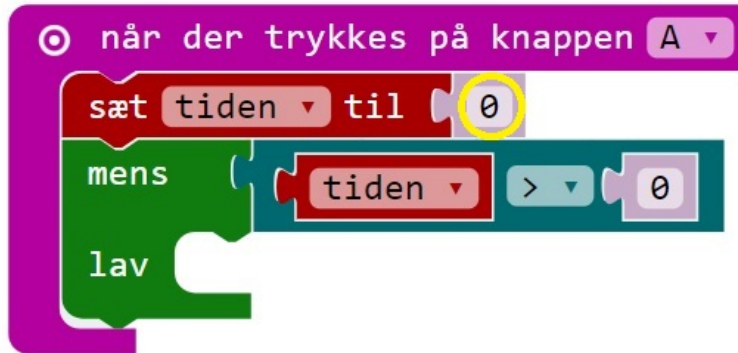 når der trykkes på knappen A
sæt tiden til 0
mens tiden > 0
lav